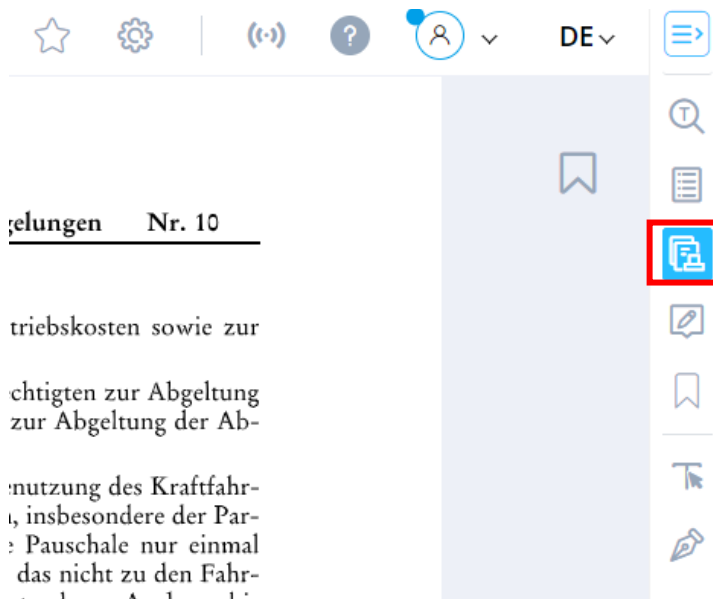 DE
gelungen Nr. 10
triebskosten sowie zur
chtigten zur Abgeltung
zur Abgeltung der Ab-
nutzung des Kraftfahr-
, insbesondere der Par-
Pauschale nur einmal
das nicht zu den Fahr-